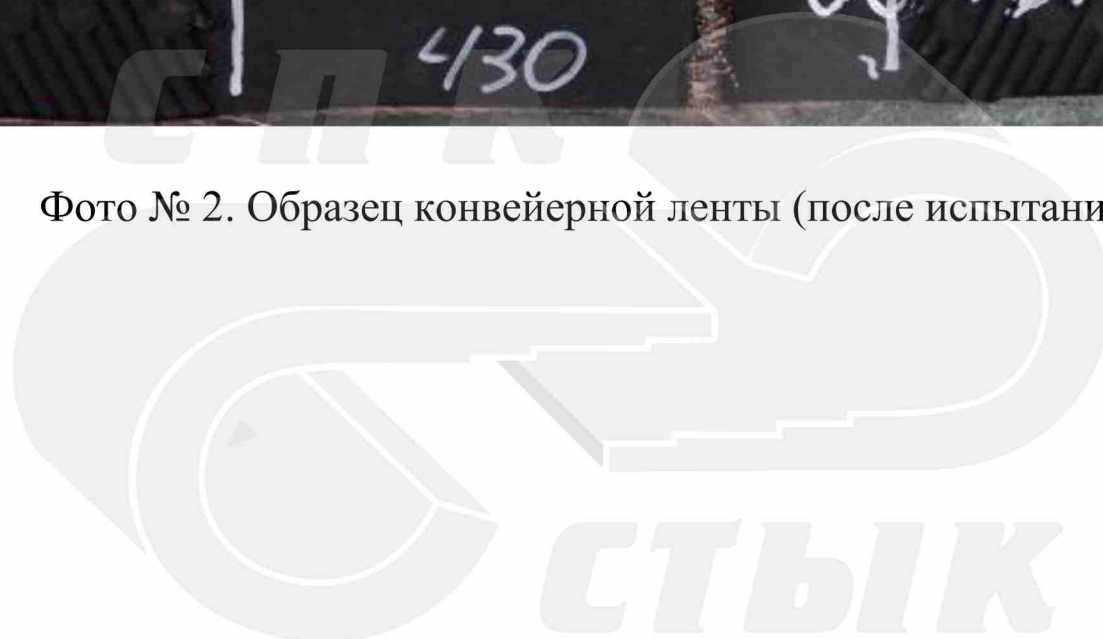 430
СПК
Фото № 2. Образец конвейерной ленты (после испытани
СТЫК